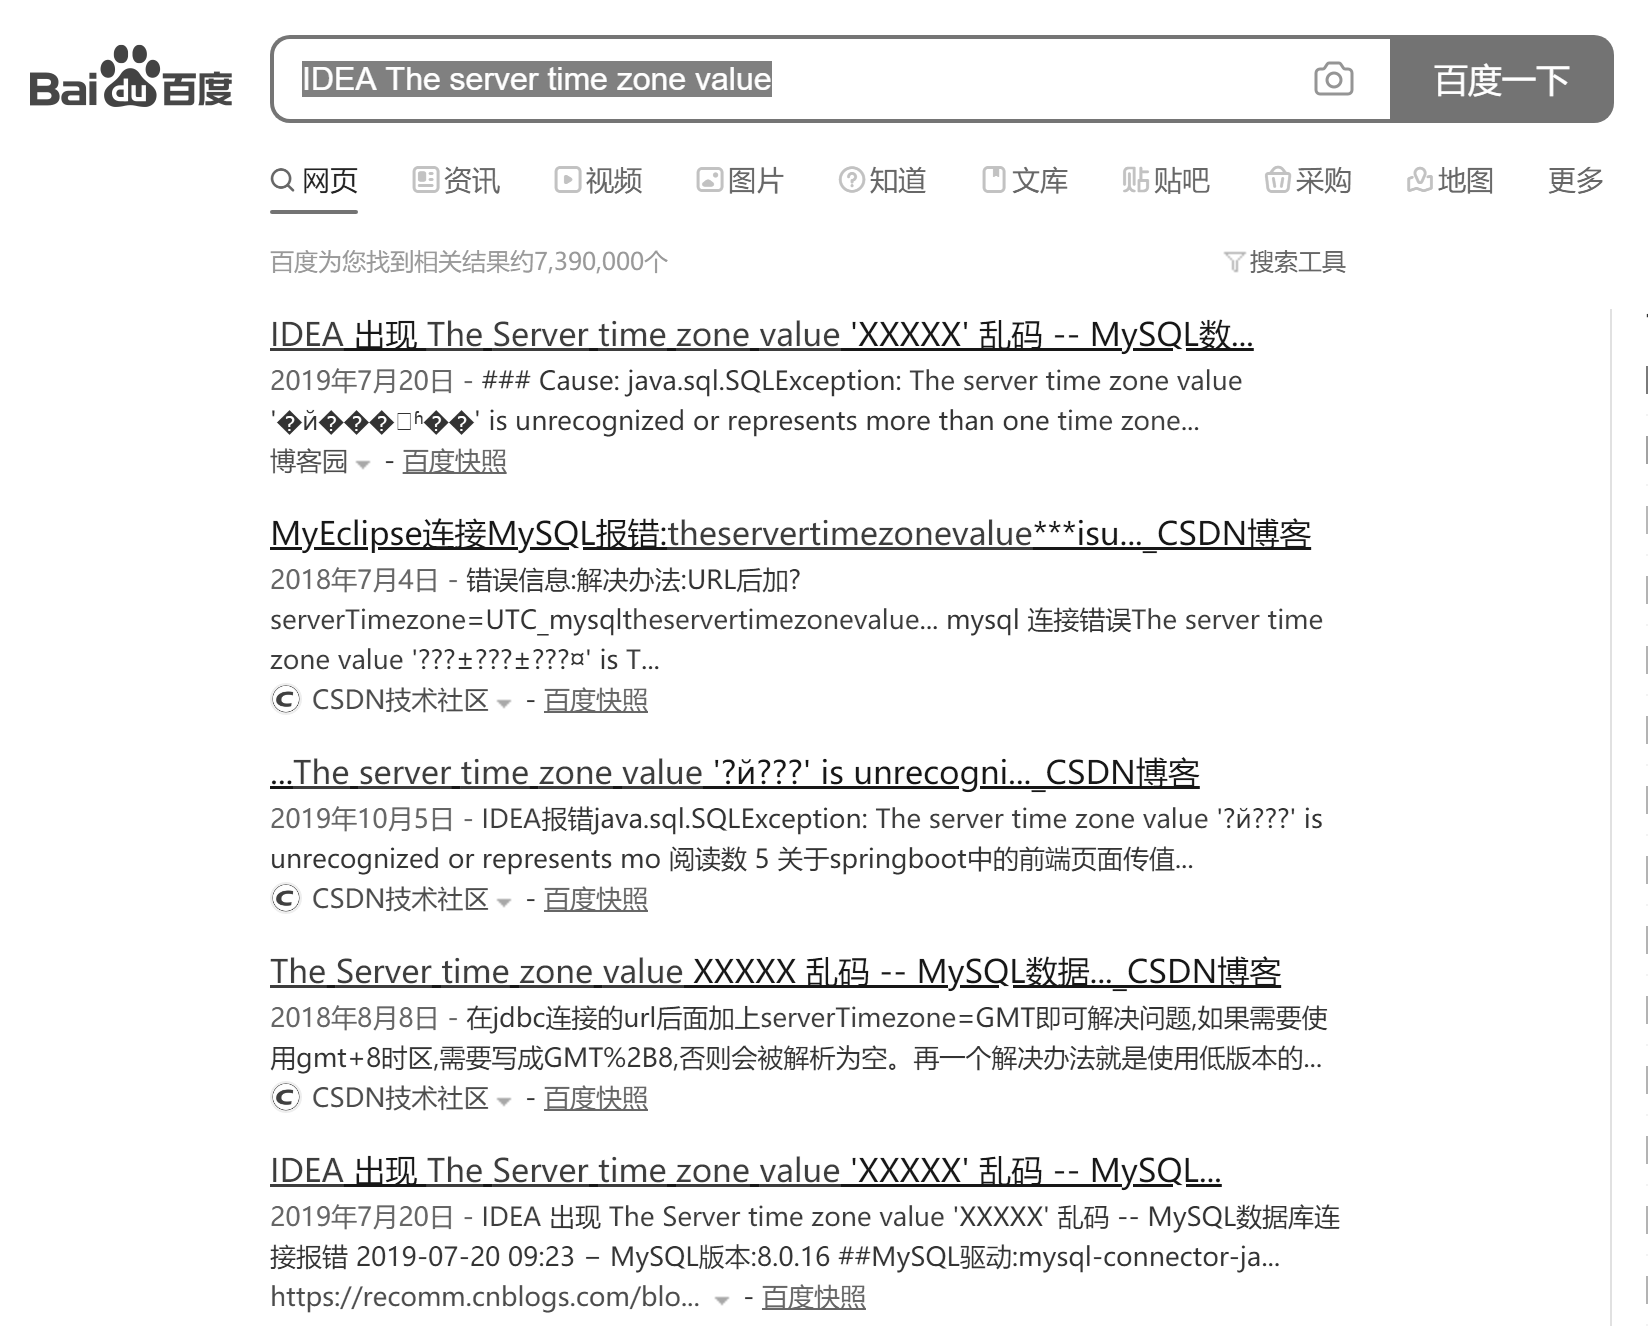 Bai du 百度
IDEA The server time zone value
百度一下
网页 资讯 视频 图片 知道 文库 贴吧 采购 地图 更多
百度为您找到相关结果约7,390,000个
搜索工具
IDEA 出现 The Server time zone value 'XXXXX' 乱码 -- MySQL数...
2019年7月20日 - ### Cause: java.sql.SQLException: The server time zone value
'�й���׼ʱ��' is unrecognized or represents more than one time zone...
博客园 - 百度快照
MyEclipse连接MySQL报错:theservertimezonevalue***isu..._CSDN博客
2018年7月4日 - 错误信息:解决办法:URL后加?
serverTimezone=UTC_mysqltheservertimezonevalue... mysql 连接错误The server time
zone value '???±???±???¤' is T...
CSDN技术社区 - 百度快照
...The server time zone value '?й???' is unrecogni..._CSDN博客
2019年10月5日 - IDEA报错java.sql.SQLException: The server time zone value '?й???' is
unrecognized or represents mo 阅读数 5 关于springboot中的前端页面传值...
CSDN技术社区 - 百度快照
The Server time zone value XXXXX 乱码 -- MySQL数据..._CSDN博客
2018年8月8日 - 在jdbc连接的url后面加上serverTimezone=GMT即可解决问题,如果需要使
用gmt+8时区,需要写成GMT%2B8,否则会被解析为空。再一个解决办法就是使用低版本的...
CSDN技术社区 - 百度快照
IDEA 出现 The Server time zone value 'XXXXX' 乱码 -- MySQL...
2019年7月20日 - IDEA 出现 The Server time zone value 'XXXXX' 乱码 -- MySQL数据库连
接报错 2019-07-20 09:23 − MySQL版本:8.0.16 ##MySQL驱动:mysql-connector-ja...
https://recomm.cnblogs.com/blo... - 百度快照